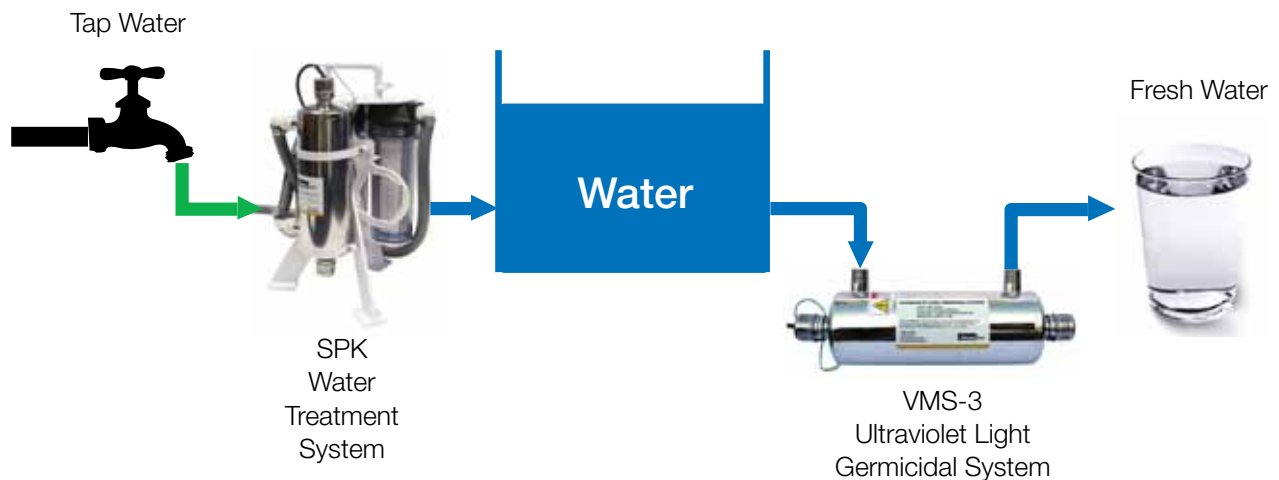 Tap Water
Fresh Water
Water
SPK
Water
Treatment
System
VMS-3
Ultraviolet Light
Germicidal System